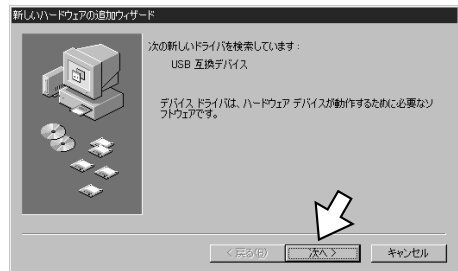 新しいハードウェアの追加ウィザード
次の新しいドライバを検索しています：
USB 互換デバイス
デバイス ドライバは、ハードウェア デバイスが動作するために必要なソ
フトウェアです。
< 戻る(B)
次へ >
キャンセル